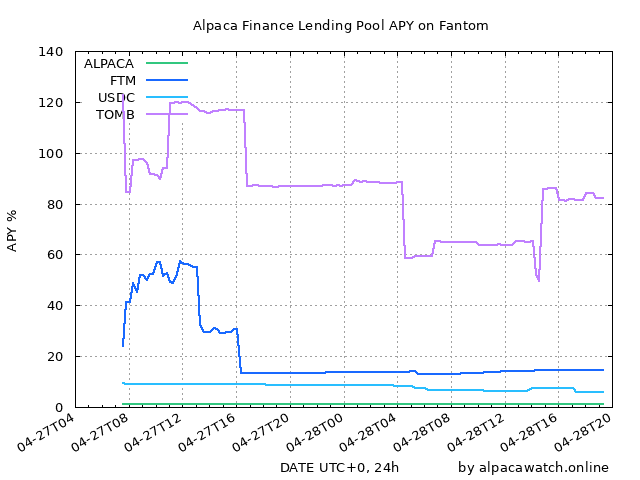 Alpaca Finance Lending Pool APY on Fantom
140
120
100
80
60
40
20
0
APY %
ALPACA
FTM
USDC
TOMB
04-27T04
04-27T08
04-27T12
04-27T16
04-27T20
04-28T00
04-28T04
04-28T08
04-28T12
04-28T16
04-28T20
DATE UTC+0, 24h
by alpacawatch.online